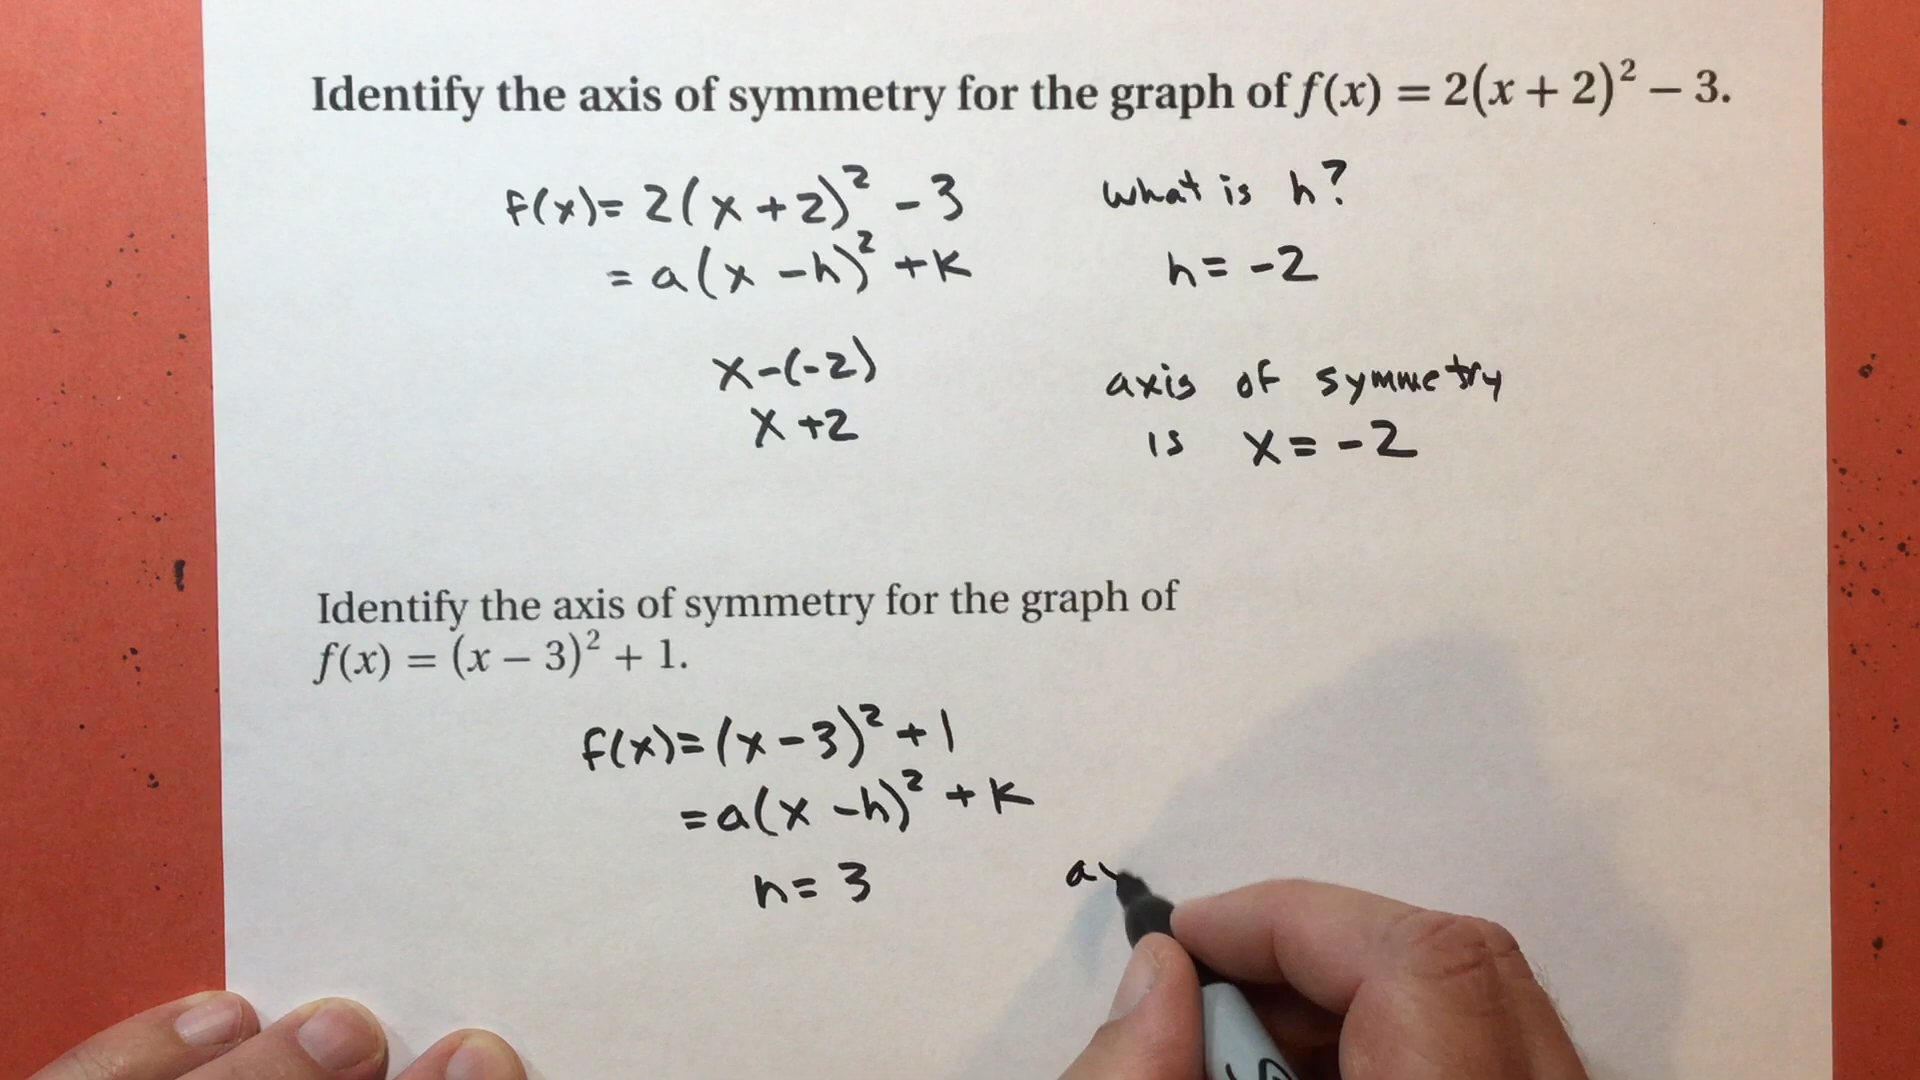 Identify the axis of symmetry for the graph of f(x) = 2(x + 2)² – 3.
f(x)= 2(x+2)² -3
= a(x -h)² +k
x-(-2)
x+2
what is h?
h= -2
axis of symmetry
is x= -2
Identify the axis of symmetry for the graph of
f(x) = (x – 3)² + 1.
f(x)= (x-3)² +1
=a(x -h)² +k
h= 3